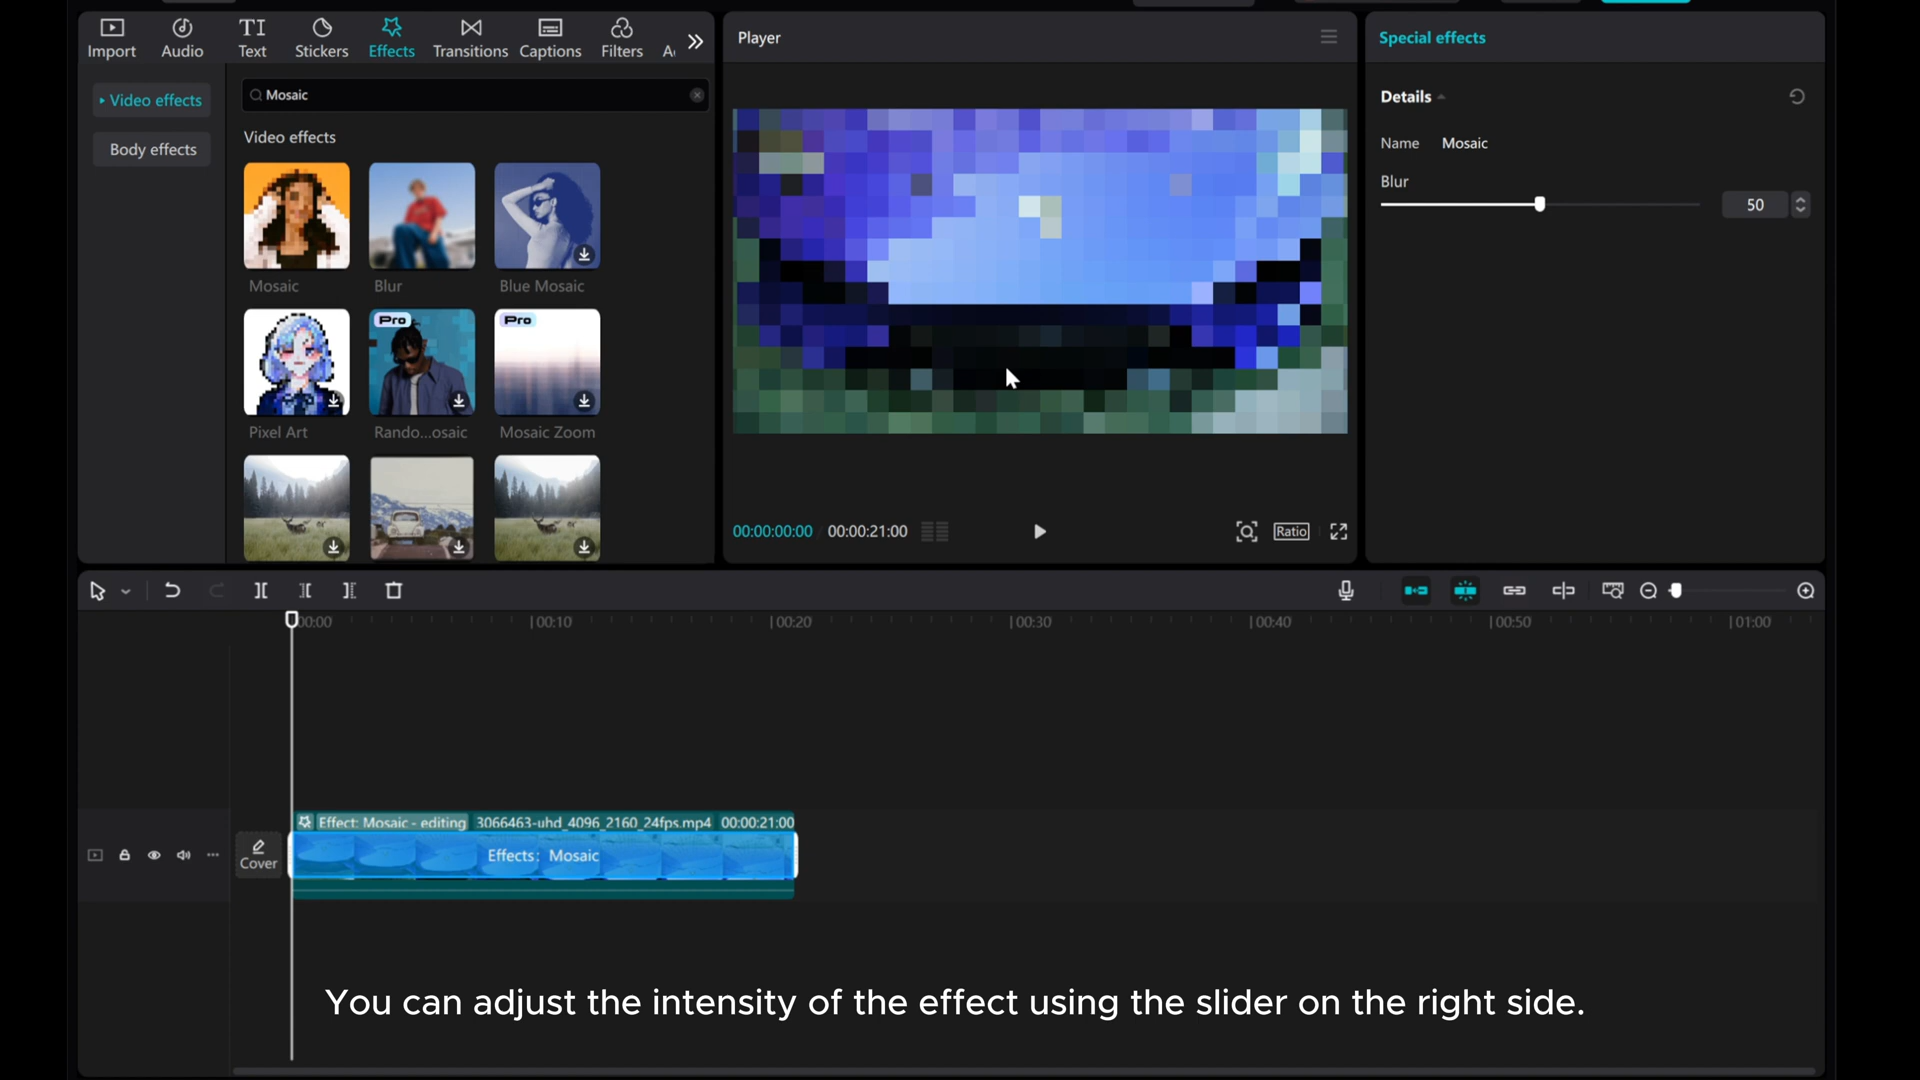 Import
Audio
TI
Text
Stickers
Effects
Transitions
Captions
Filters
Player
Special effects
Video effects
Body effects
Mosaic
Video effects
Mosaic
Blur
Blue Mosaic
Pro
Pro
Pixel Art
Rando...osaic
Mosaic Zoom
Details
Name Mosaic
Blur
50
00:00:00:00 / 00:00:21:00
Ratio
00:00
00:10
00:20
00:30
00:40
00:50
01:00
Effect: Mosaic - editing 3066463-uhd_4096_2160_24fps.mp4 00:00:21:00
Cover
Effects: Mosaic
You can adjust the intensity of the effect using the slider on the right side.